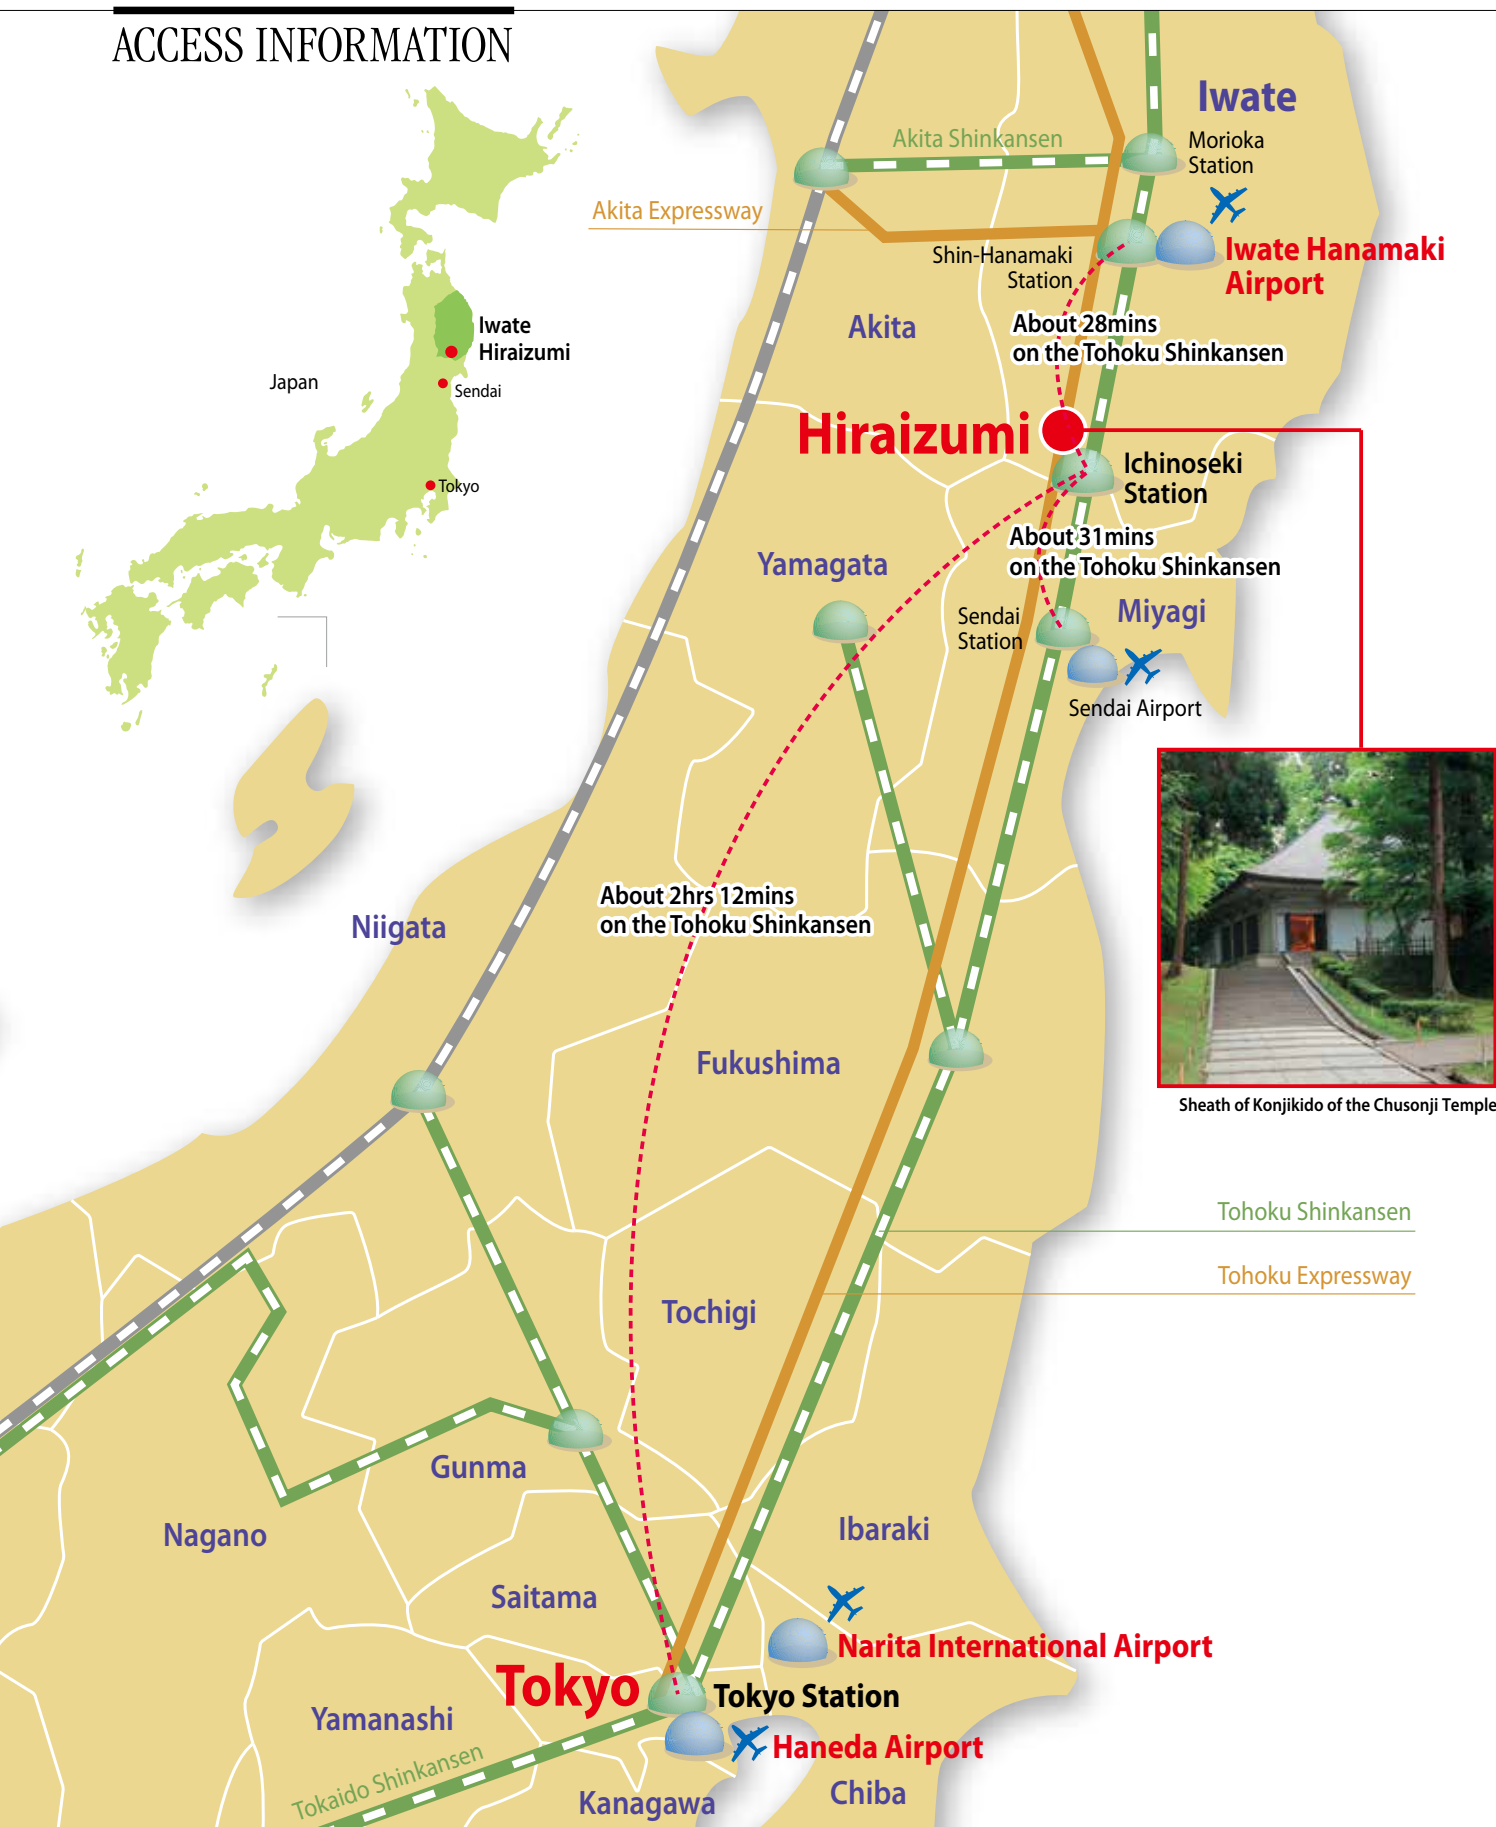 ACCESS INFORMATION
Iwate
Akita Shinkansen
Morioka
Station
Akita Expressway
Shin-Hanamaki
Station
Iwate Hanamaki
Airport
Iwate
Hiraizumi
Japan
Sendai
Tokyo
Akita
About 28mins
on the Tohoku Shinkansen
Hiraizumi
Ichinoseki
Station
About 31mins
on the Tohoku Shinkansen
Yamagata
Miyagi
Sendai
Station
Sendai Airport
About 2hrs 12mins
on the Tohoku Shinkansen
Niigata
Fukushima
Sheath of Konjikido of the Chusonji Temple
Tohoku Shinkansen
Tohoku Expressway
Tochigi
Gunma
Nagano
Ibaraki
Saitama
Narita International Airport
Tokyo
Tokyo Station
Yamanashi
Haneda Airport
Tokaido Shinkansen
Kanagawa
Chiba